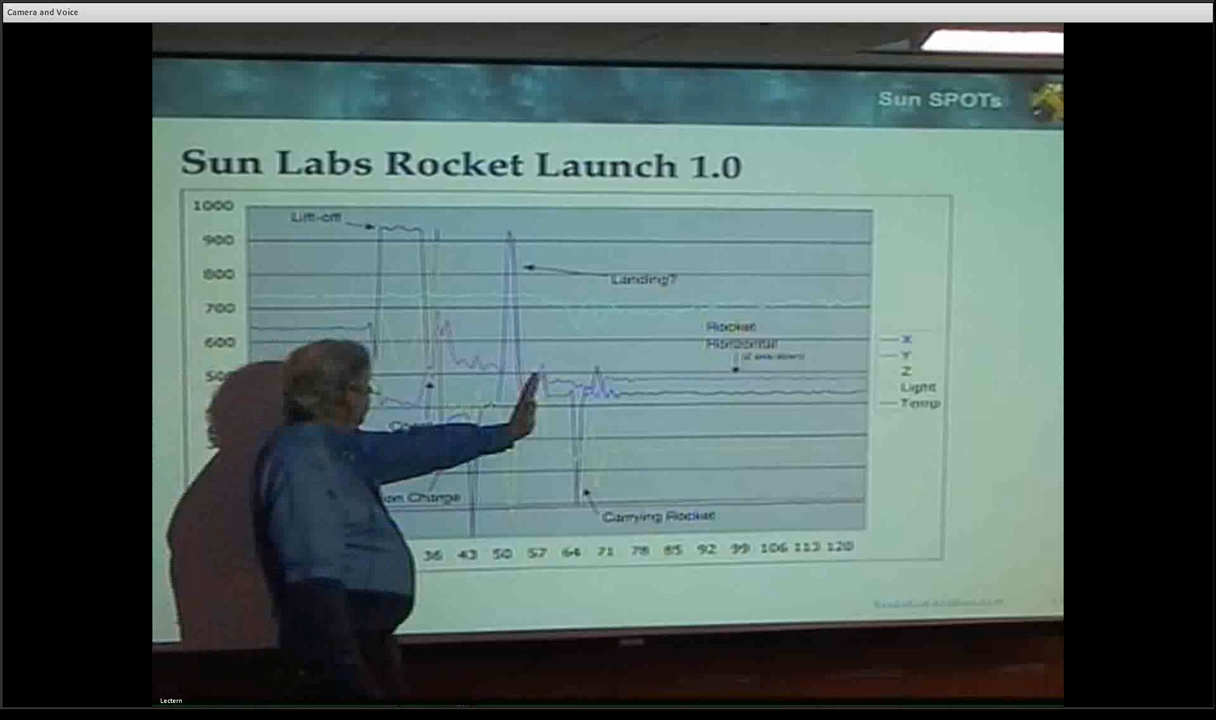 Camera and Voice
Sun SPOTs
Sun Labs Rocket Launch 1.0
1000
Lift-off
900
800
Landing?
700
Rocket
600
Horizontal
X
Y
Z
Light
Temp
Change
Carrying Rocket
36 43 50 57 64 71 78 85 92 99 106 113 120
Lectern